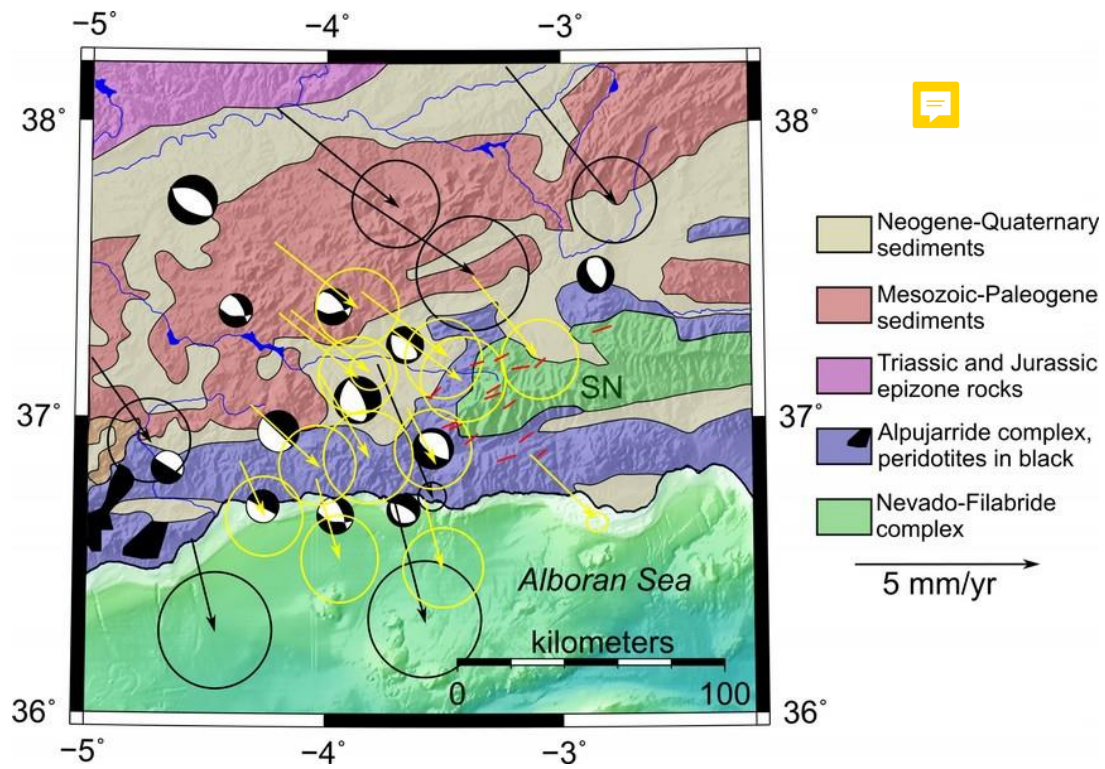 −5° −4° −3°
38° 38°
Neogene-Quaternary
sediments
Mesozoic-Paleogene
sediments
Triassic and Jurassic
epizone rocks
SN
37° 37°
Alpujarride complex,
peridotites in black
Nevado-Filabride
complex
Alboran Sea
5 mm/yr
kilometers
0 100
36° 36°
−5° −4° −3°